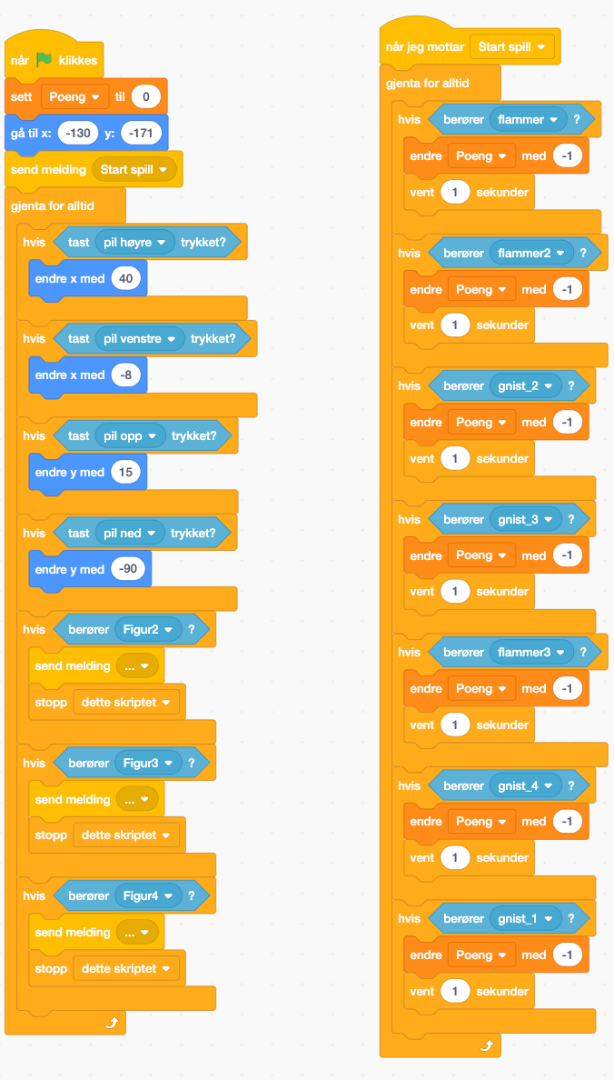 når klikkes
sett Poeng til 0
gå til x: -130 y: -171
send melding Start spill
gjenta for alltid
hvis tast pil høyre trykket?
endre x med 40
hvis tast pil venstre trykket?
endre x med -8
hvis tast pil opp trykket?
endre y med 15
hvis tast pil ned trykket?
endre y med -90
hvis berører Figur2 ?
send melding ...
stopp dette skriptet
hvis berører Figur3 ?
send melding ...
stopp dette skriptet
hvis berører Figur4 ?
send melding ...
stopp dette skriptet
når jeg mottar Start spill
gjenta for alltid
hvis berører flammer ?
endre Poeng med -1
vent 1 sekunder
hvis berører flammer2 ?
endre Poeng med -1
vent 1 sekunder
hvis berører gnist_2 ?
endre Poeng med -1
vent 1 sekunder
hvis berører gnist_3 ?
endre Poeng med -1
vent 1 sekunder
hvis berører flammer3 ?
endre Poeng med -1
vent 1 sekunder
hvis berører gnist_4 ?
endre Poeng med -1
vent 1 sekunder
hvis berører gnist_1 ?
endre Poeng med -1
vent 1 sekunder